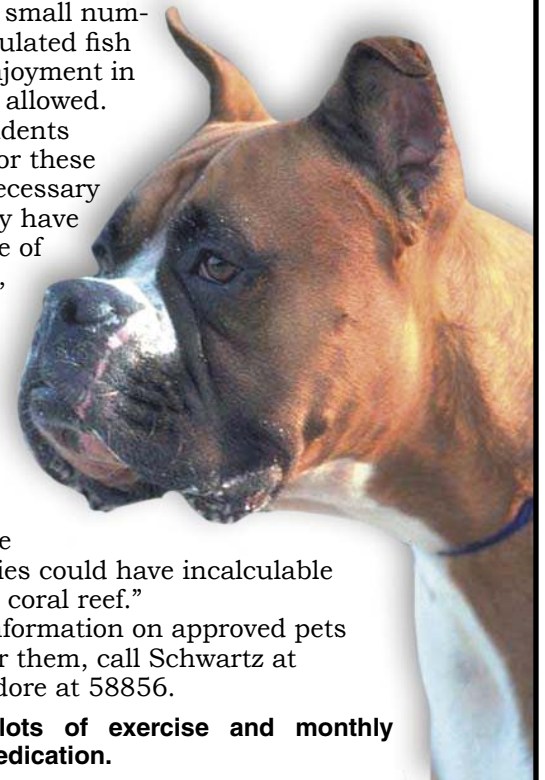 small num-
ulated fish
joyment in
allowed.
dents
or these
ecessary
y have
e of
,
e
ies could have incalculable
coral reef.”
nformation on approved pets
r them, call Schwartz at
dore at 58856.
lots of exercise and monthly
edication.